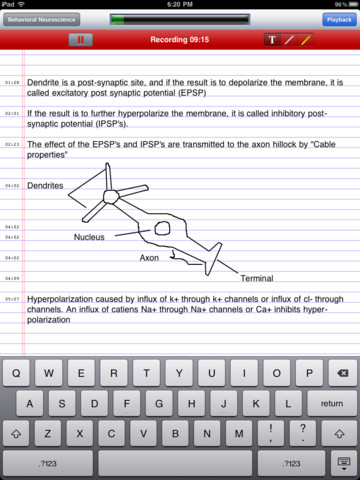 iPad 6:20 PM 96%
Behavioral Neuroscience Playback
Recording 09:15 T
01:28 Dendrite is a post-synaptic site, and if the result is to depolarize the membrane, it is
called excitatory post synaptic potential (EPSP)
02:01 If the result is to further hyperpolarize the membrane, it is called inhibitory post-
synaptic potential (IPSP's).
02:23 The effect of the EPSP's and IPSP's are transmitted to the axon hillock by "Cable
properties"
04:02 Dendrites
04:02
04:02 Nucleus
04:02 Axon
04:09 Terminal
05:07 Hyperpolarization caused by influx of k+ through k+ channels or influx of cl- through
channels. An influx of catiens Na+ through Na+ channels or Ca+ inhibits hyper-
polarization
Q W E R T Y U I O P
A S D F G H J K L return
Z X C V B N M ! , ? .
.?123 .?123